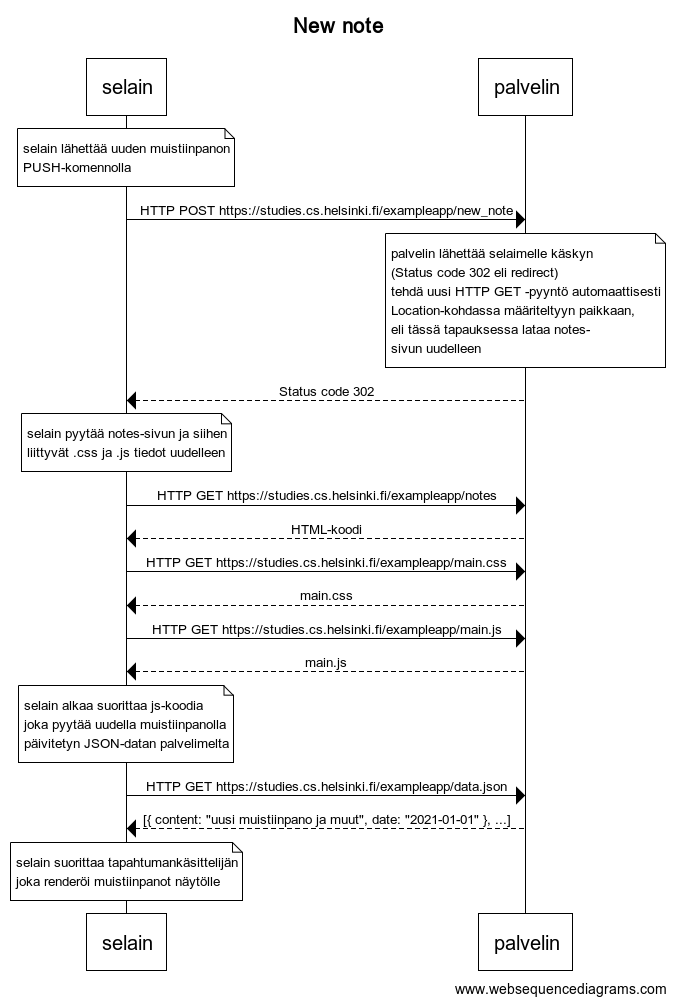 New note
selain
palvelin
selain lähettää uuden muistiinpanon
PUSH-komennolla
HTTP POST https://studies.cs.helsinki.fi/exampleapp/new_note
palvelin lähettää selaimelle käskyn
(Status code 302 eli redirect)
tehdä uusi HTTP GET -pyyntö automaattisesti
Location-kohdassa määriteltyyn paikkaan,
eli tässä tapauksessa lataa notes-
sivun uudelleen
Status code 302
selain pyytää notes-sivun ja siihen
liittyvät .css ja .js tiedot uudelleen
HTTP GET https://studies.cs.helsinki.fi/exampleapp/notes
HTML-koodi
HTTP GET https://studies.cs.helsinki.fi/exampleapp/main.css
main.css
HTTP GET https://studies.cs.helsinki.fi/exampleapp/main.js
main.js
selain alkaa suorittaa js-koodia
joka pyytää uudella muistiinpanolla
päivitetyn JSON-datan palvelimelta
HTTP GET https://studies.cs.helsinki.fi/exampleapp/data.json
[{ content: "uusi muistiinpano ja muut", date: "2021-01-01" }, ...]
selain suorittaa tapahtumankäsittelijän
joka renderöi muistiinpanot näytölle
selain
palvelin
www.websequencediagrams.com